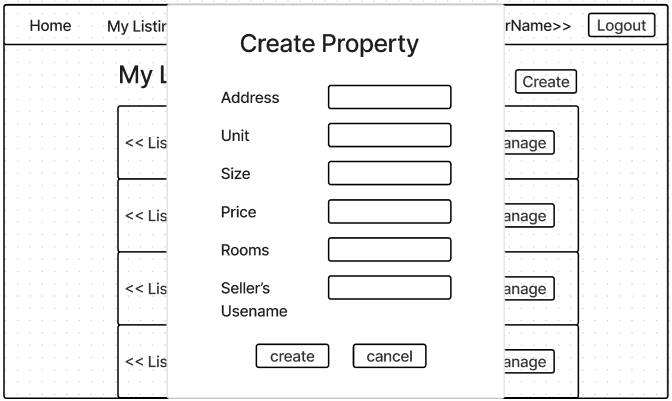 Home
My Listin
rName>>
Logout
Create Property
My L
Create
Address
Unit
Size
Price
Rooms
Seller's
Usename
<< Lis
anage
<< Lis
anage
<< Lis
anage
<< Lis
anage
create
cancel